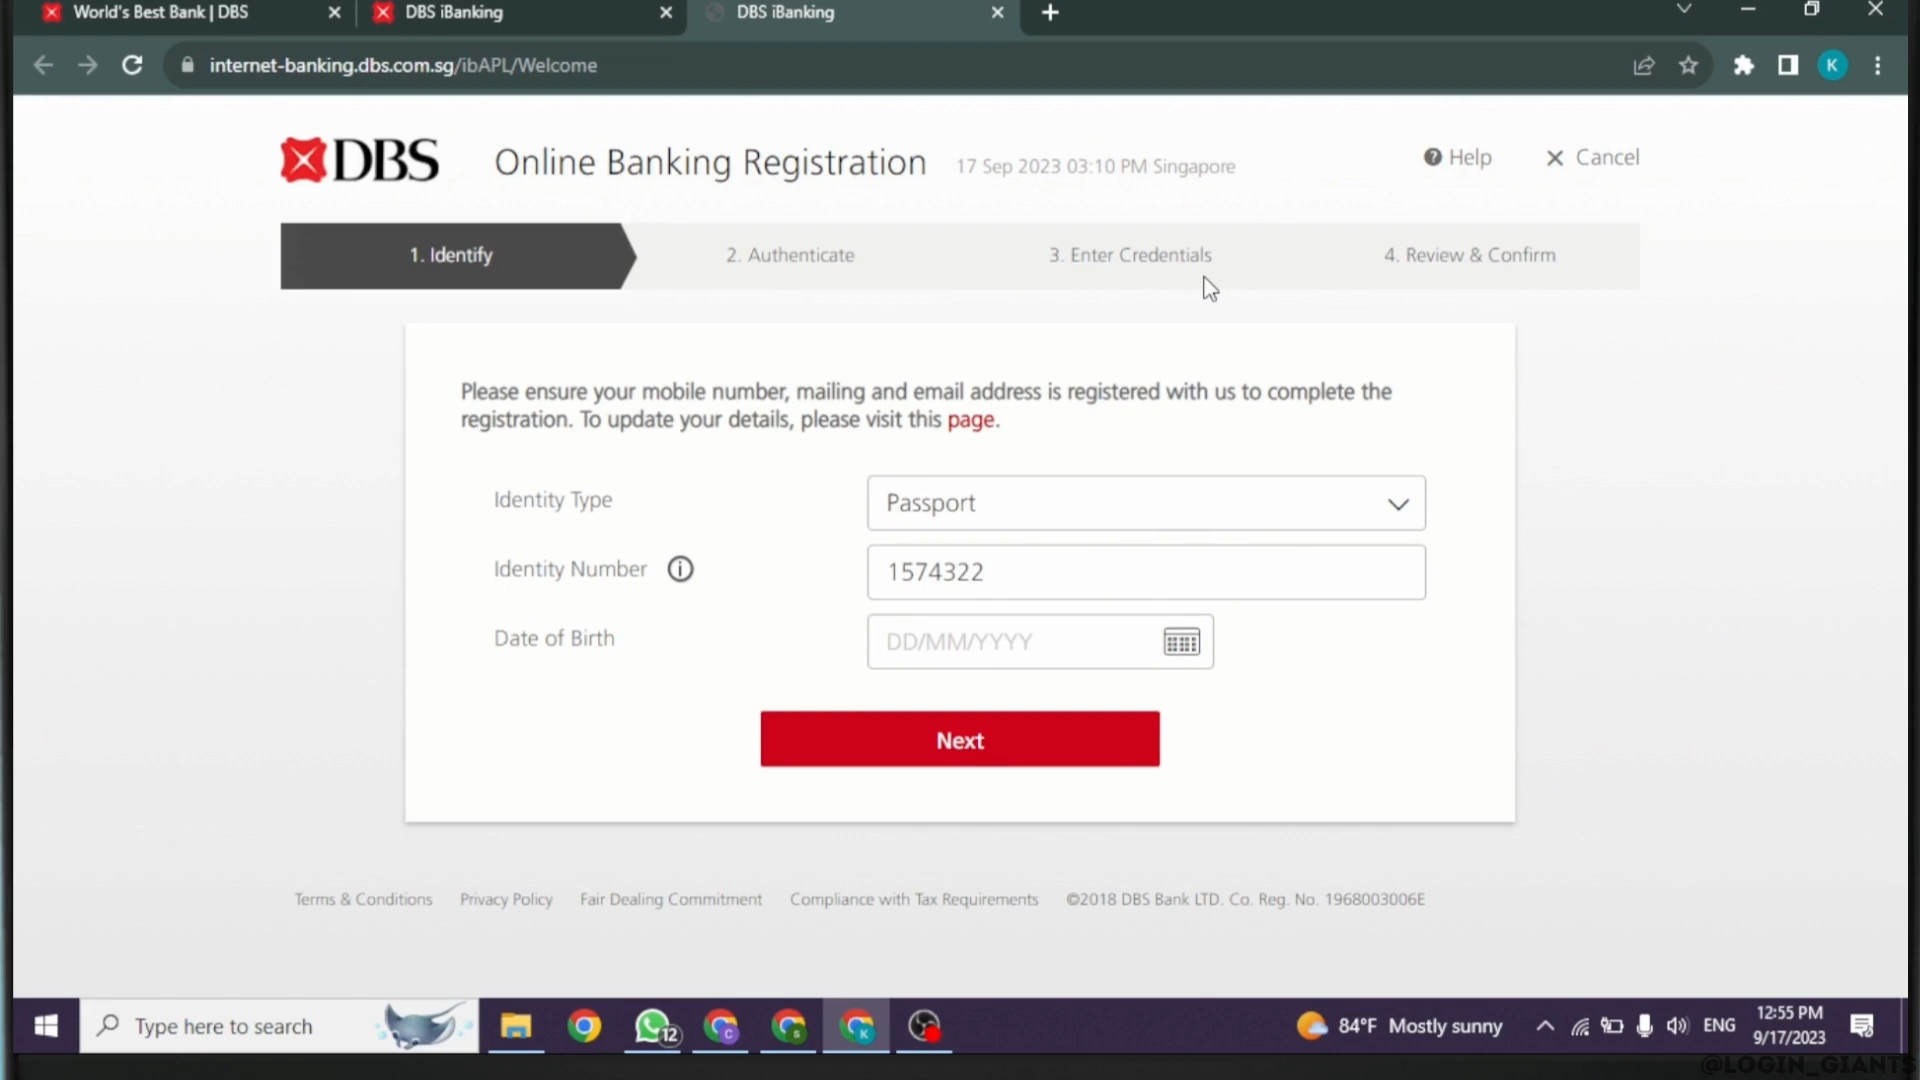 World's Best Bank | DBS
DBS iBanking
DBS iBanking
internet-banking.dbs.com.sg/ibAPL/Welcome
K
DBS
Online Banking Registration
17 Sep 2023 03:10 PM Singapore
Help
Cancel
1. Identify
2. Authenticate
3. Enter Credentials
4. Review & Confirm
Please ensure your mobile number, mailing and email address is registered with us to complete the
registration. To update your details, please visit this page.
Identity Type
Passport
Identity Number
1574322
Date of Birth
DD/MM/YYYY
Next
Terms & Conditions
Privacy Policy
Fair Dealing Commitment
Compliance with Tax Requirements
©2018 DBS Bank LTD. Co. Reg. No. 1968003006E
Type here to search
12
C
S
K
84°F Mostly sunny
ENG
12:55 PM
9/17/2023
@LOGIN_GIANTS